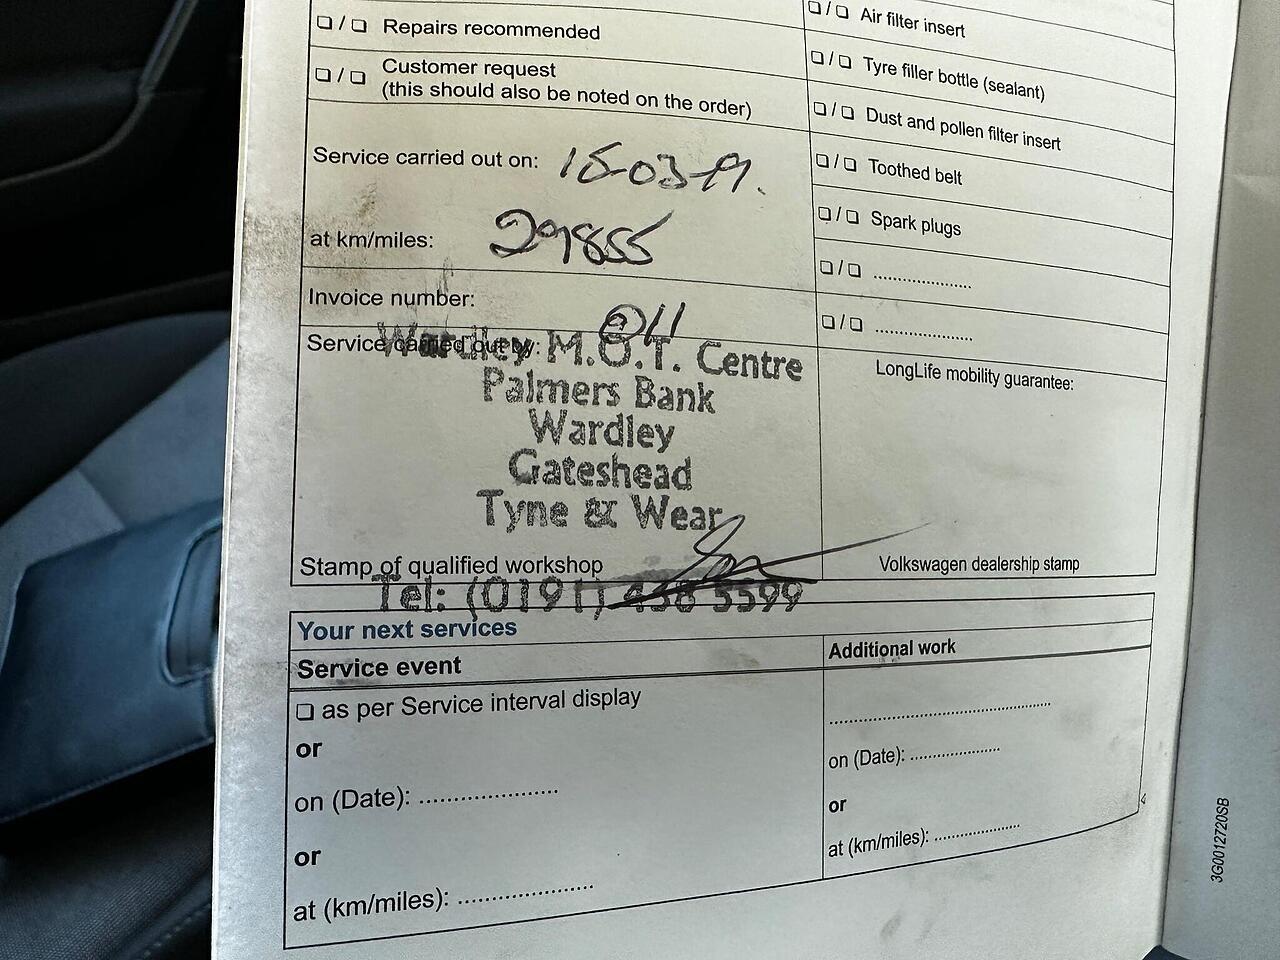 ❑ / ❑ Repairs recommended
❑ / ❑ Customer request
(this should also be noted on the order)
Service carried out on: 15-03-19.
at km/miles: 29855
Invoice number:
Service carried out by:
Wardley M.O.T. Centre
Palmers Bank
Wardley
Gateshead
Tyne & Wear
Stamp of qualified workshop
Tel: (0191) 438 5599
❑ / ❑ Air filter insert
❑ / ❑ Tyre filler bottle (sealant)
❑ / ❑ Dust and pollen filter insert
❑ / ❑ Toothed belt
❑ / ❑ Spark plugs
❑ / ❑ ......................
❑ / ❑ ......................
LongLife mobility guarantee:
Volkswagen dealership stamp
Your next services
Service event
❑ as per Service interval display
or
on (Date): ......................
or
at (km/miles): ......................
Additional work
..................................................
on (Date): ......................
or
at (km/miles): ......................
3G0012720SB